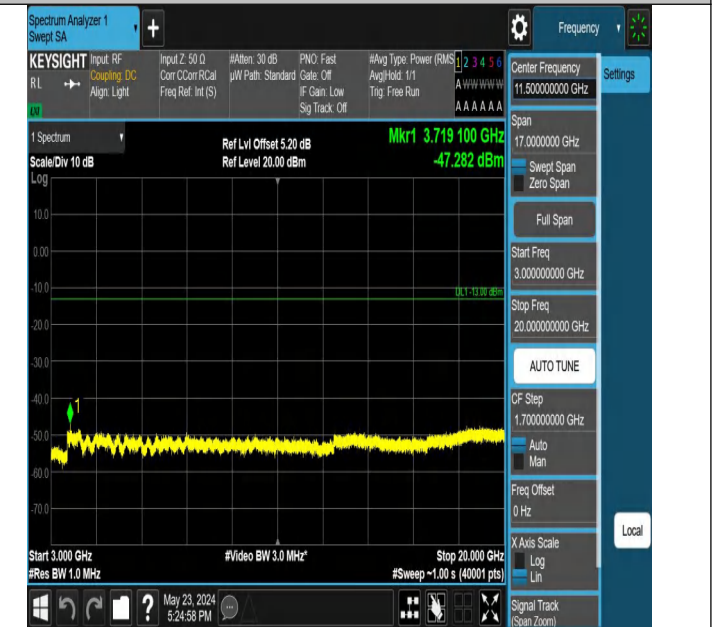 Spectrum Analyzer 1
Swept SA
+
Frequency
KEYSIGHT
RL
LXI
Input: RF
Coupling: DC
Align: Light
Input Z: 50 Ω
Corr CCorr RCal
Freq Ref: Int (S)
#Atten: 30 dB
µW Path: Standard
PNO: Fast
Gate: Off
IF Gain: Low
Sig Track: Off
#Avg Type: Power (RMS
Avg|Hold: 1/1
Trig: Free Run
1 2 3 4 5 6
A W W W W W
A A A A A A
1 Spectrum
Scale/Div 10 dB
Log
Ref Lvl Offset 5.20 dB
Ref Level 20.00 dBm
Mkr1 3.719 100 GHz
-47.282 dBm
10.0
0.00
-10.0
DL1 -13.00 dBm
-20.0
-30.0
-40.0
1
-50.0
-60.0
-70.0
Start 3.000 GHz
#Res BW 1.0 MHz
#Video BW 3.0 MHz*
Stop 20.000 GHz
#Sweep ~1.00 s (40001 pts)
Center Frequency
11.500000000 GHz
Settings
Span
17.0000000 GHz
Swept Span
Zero Span
Full Span
Start Freq
3.000000000 GHz
Stop Freq
20.000000000 GHz
AUTO TUNE
CF Step
1.700000000 GHz
Auto
Man
Freq Offset
0 Hz
X Axis Scale
Log
Lin
Local
Signal Track
(Span Zoom)
?
May 23, 2024
5:24:58 PM